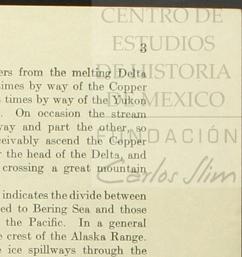 3
CENTRO DE
ESTUDIOS
DE HISTORIA
DE MEXICO
FUNDACIÓN
Carlos Slim
ers from the melting Delta
times by way of the Copper
times by way of the Yukon
. On occasion the stream
way and part the other, so
ceivably ascend the Copper
the head of the Delta, and
crossing a great mountain
indicates the divide between
ed to Bering Sea and those
the Pacific. In a general
crest of the Alaska Range.
ice spillways through the